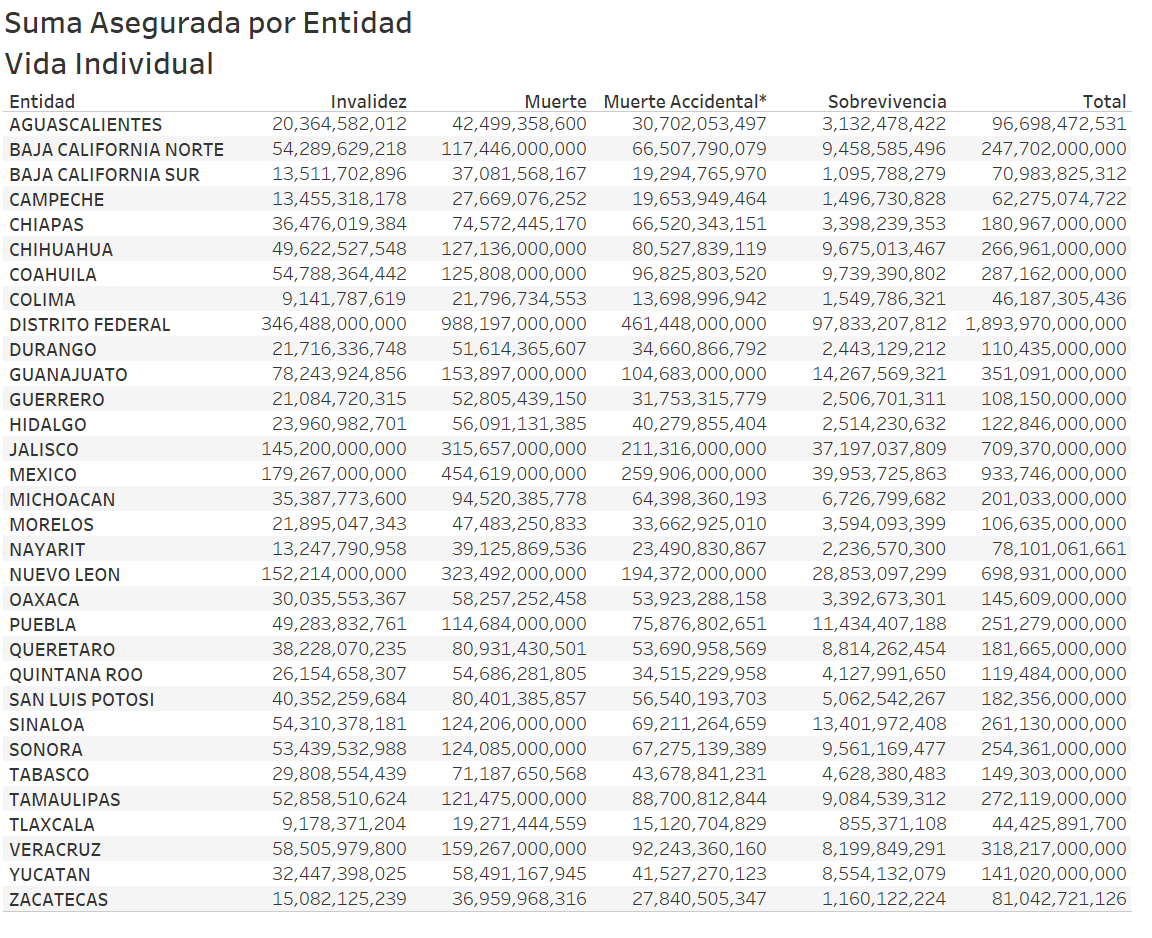 Suma Asegurada por Entidad
Vida Individual
Entidad Invalidez Muerte Muerte Accidental* Sobrevivencia Total
AGUASCALIENTES 20,364,582,012 42,499,358,600 30,702,053,497 3,132,478,422 96,698,472,531
BAJA CALIFORNIA NORTE 54,289,629,218 117,446,000,000 66,507,790,079 9,458,585,496 247,702,000,000
BAJA CALIFORNIA SUR 13,511,702,896 37,081,568,167 19,294,765,970 1,095,788,279 70,983,825,312
CAMPECHE 13,455,318,178 27,669,076,252 19,653,949,464 1,496,730,828 62,275,074,722
CHIAPAS 36,476,019,384 74,572,445,170 66,520,343,151 3,398,239,353 180,967,000,000
CHIHUAHUA 49,622,527,548 127,136,000,000 80,527,839,119 9,675,013,467 266,961,000,000
COAHUILA 54,788,364,442 125,808,000,000 96,825,803,520 9,739,390,802 287,162,000,000
COLIMA 9,141,787,619 21,796,734,553 13,698,996,942 1,549,786,321 46,187,305,436
DISTRITO FEDERAL 346,488,000,000 988,197,000,000 461,448,000,000 97,833,207,812 1,893,970,000,000
DURANGO 21,716,336,748 51,614,365,607 34,660,866,792 2,443,129,212 110,435,000,000
GUANAJUATO 78,243,924,856 153,897,000,000 104,683,000,000 14,267,569,321 351,091,000,000
GUERRERO 21,084,720,315 52,805,439,150 31,753,315,779 2,506,701,311 108,150,000,000
HIDALGO 23,960,982,701 56,091,131,385 40,279,855,404 2,514,230,632 122,846,000,000
JALISCO 145,200,000,000 315,657,000,000 211,316,000,000 37,197,037,809 709,370,000,000
MEXICO 179,267,000,000 454,619,000,000 259,906,000,000 39,953,725,863 933,746,000,000
MICHOACAN 35,387,773,600 94,520,385,778 64,398,360,193 6,726,799,682 201,033,000,000
MORELOS 21,895,047,343 47,483,250,833 33,662,925,010 3,594,093,399 106,635,000,000
NAYARIT 13,247,790,958 39,125,869,536 23,490,830,867 2,236,570,300 78,101,061,661
NUEVO LEON 152,214,000,000 323,492,000,000 194,372,000,000 28,853,097,299 698,931,000,000
OAXACA 30,035,553,367 58,257,252,458 53,923,288,158 3,392,673,301 145,609,000,000
PUEBLA 49,283,832,761 114,684,000,000 75,876,802,651 11,434,407,188 251,279,000,000
QUERETARO 38,228,070,235 80,931,430,501 53,690,958,569 8,814,262,454 181,665,000,000
QUINTANA ROO 26,154,658,307 54,686,281,805 34,515,229,958 4,127,991,650 119,484,000,000
SAN LUIS POTOSI 40,352,259,684 80,401,385,857 56,540,193,703 5,062,542,267 182,356,000,000
SINALOA 54,310,378,181 124,206,000,000 69,211,264,659 13,401,972,408 261,130,000,000
SONORA 53,439,532,988 124,085,000,000 67,275,139,389 9,561,169,477 254,361,000,000
TABASCO 29,808,554,439 71,187,650,568 43,678,841,231 4,628,380,483 149,303,000,000
TAMAULIPAS 52,858,510,624 121,475,000,000 88,700,812,844 9,084,539,312 272,119,000,000
TLAXCALA 9,178,371,204 19,271,444,559 15,120,704,829 855,371,108 44,425,891,700
VERACRUZ 58,505,979,800 159,267,000,000 92,243,360,160 8,199,849,291 318,217,000,000
YUCATAN 32,447,398,025 58,491,167,945 41,527,270,123 8,554,132,079 141,020,000,000
ZACATECAS 15,082,125,239 36,959,968,316 27,840,505,347 1,160,122,224 81,042,721,126